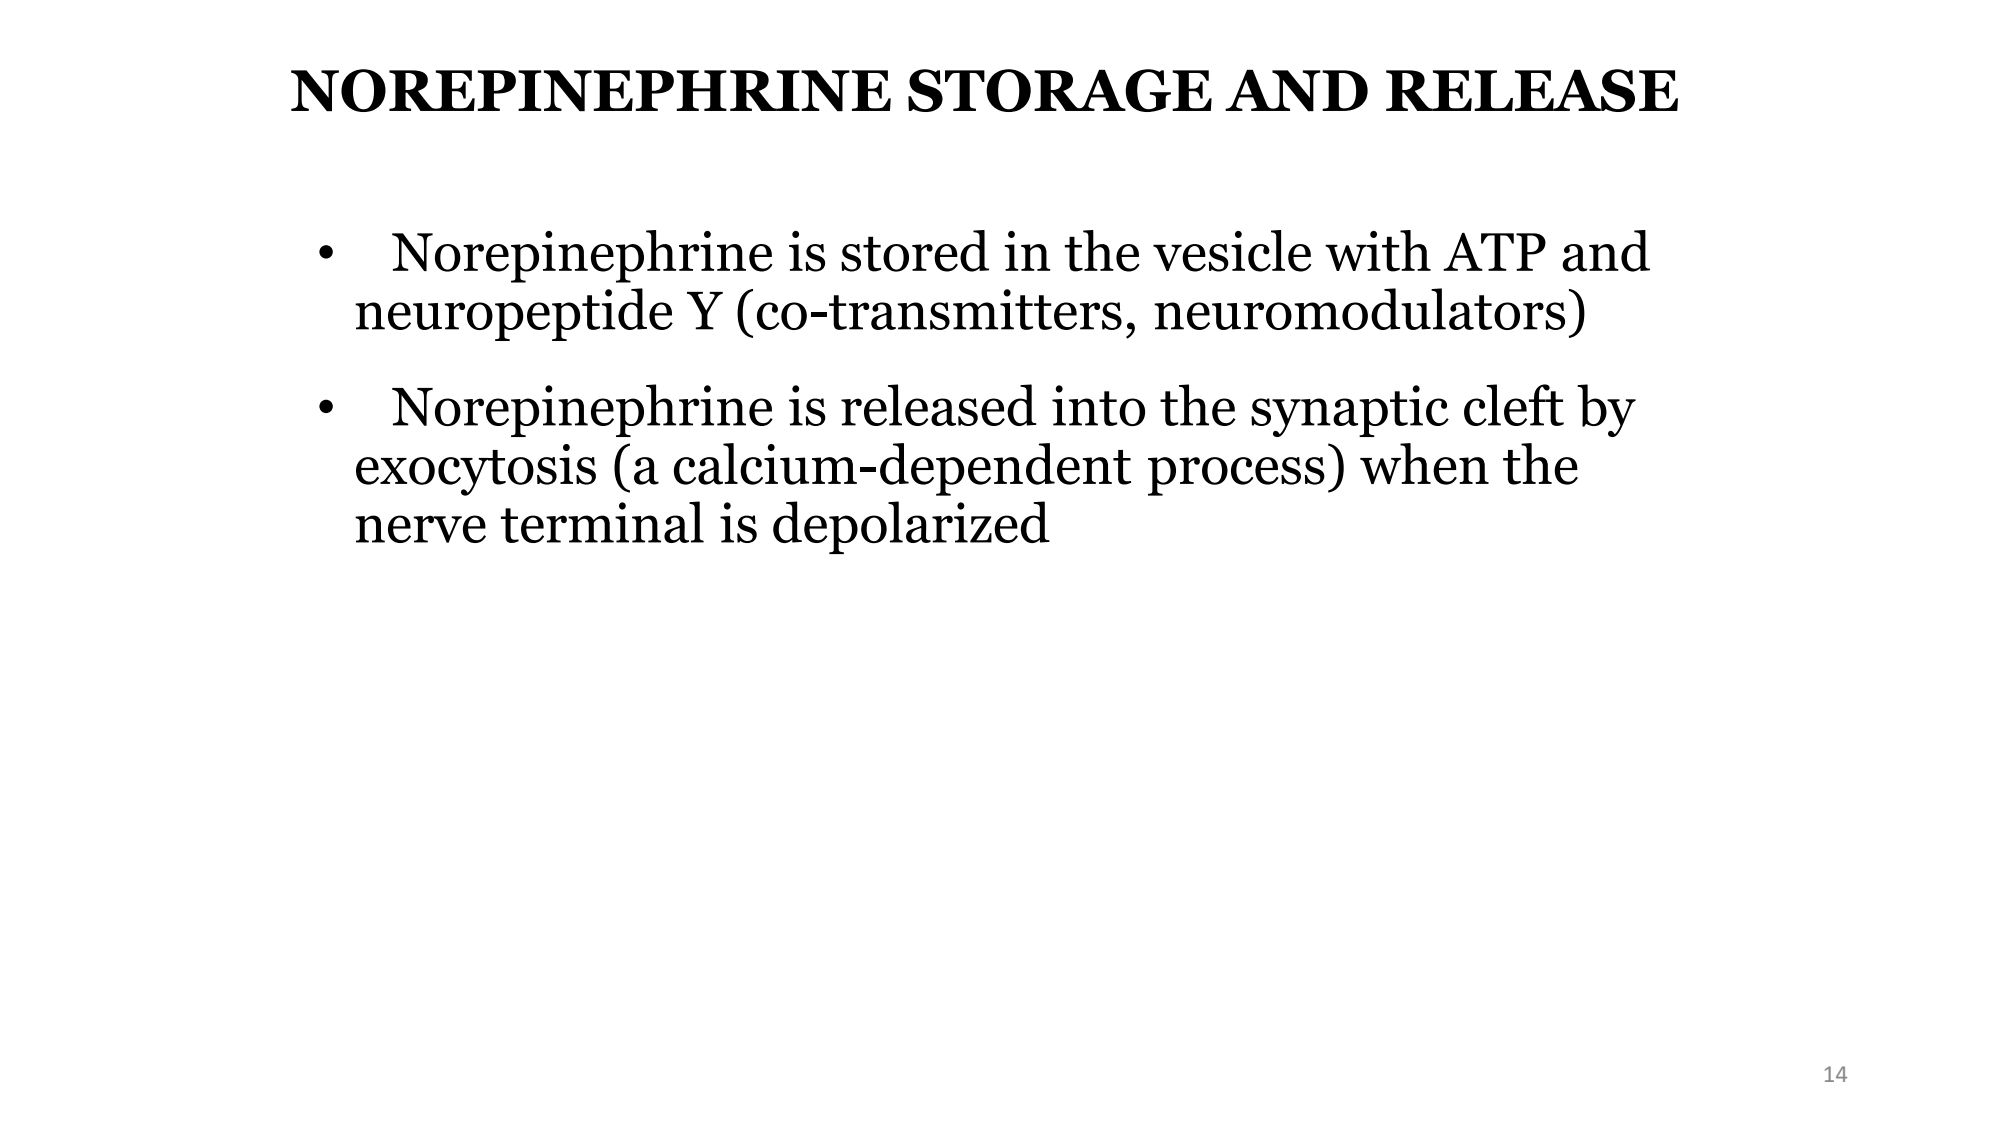 NOREPINEPHRINE STORAGE AND RELEASE
• Norepinephrine is stored in the vesicle with ATP and
neuropeptide Y (co-transmitters, neuromodulators)
• Norepinephrine is released into the synaptic cleft by
exocytosis (a calcium-dependent process) when the
nerve terminal is depolarized
14